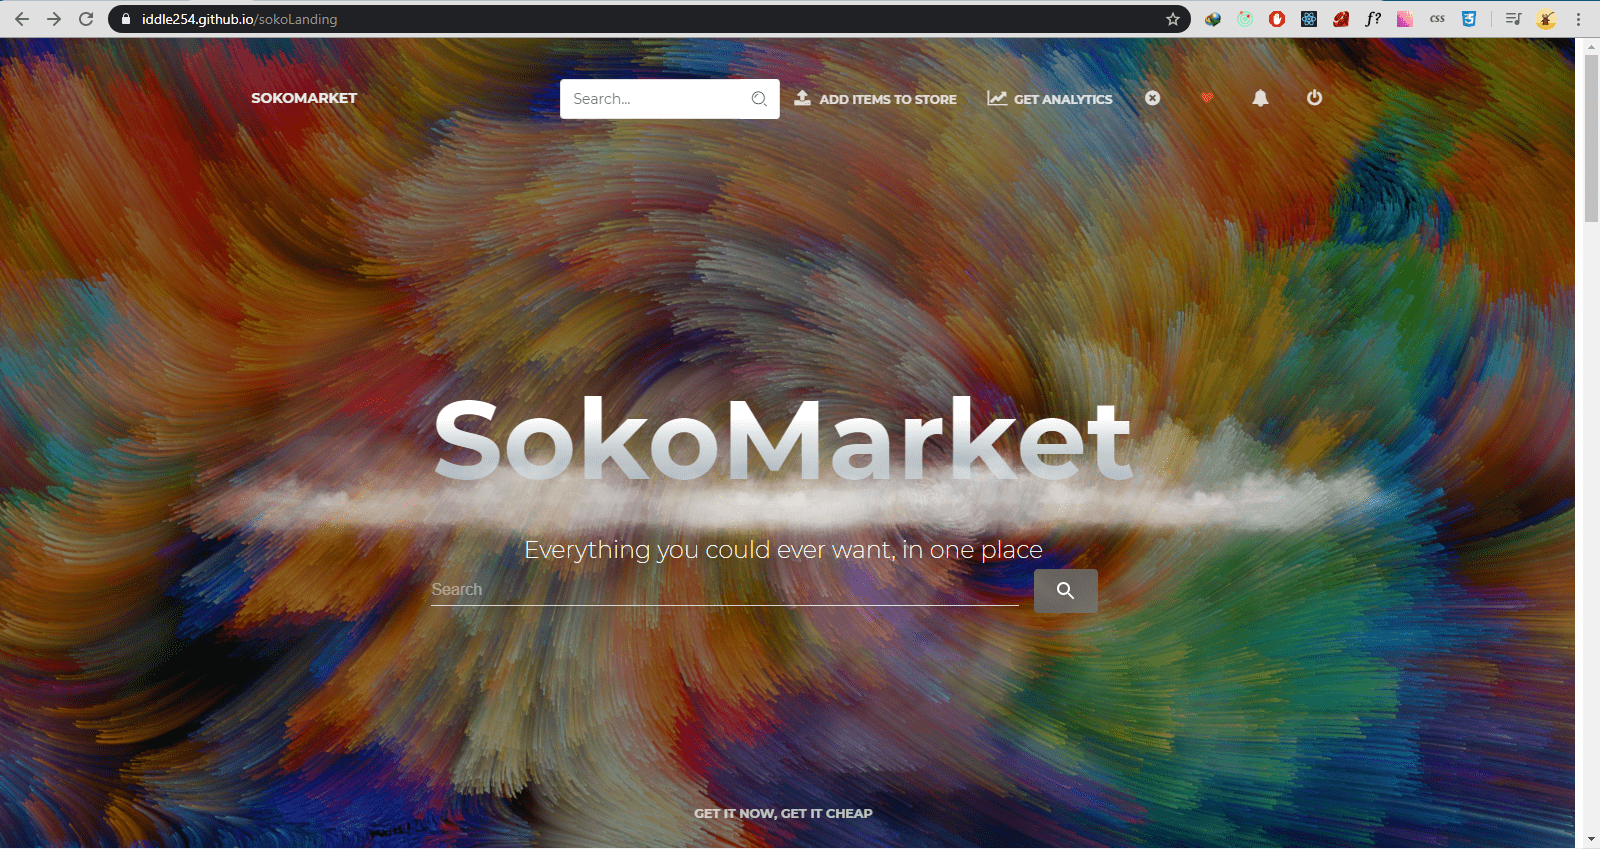 iddle254.github.io/sokoLanding
f?
CSS
SOKOMARKET
Search...
ADD ITEMS TO STORE
GET ANALYTICS
SokoMarket
Everything you could ever want, in one place
Search
GET IT NOW, GET IT CHEAP